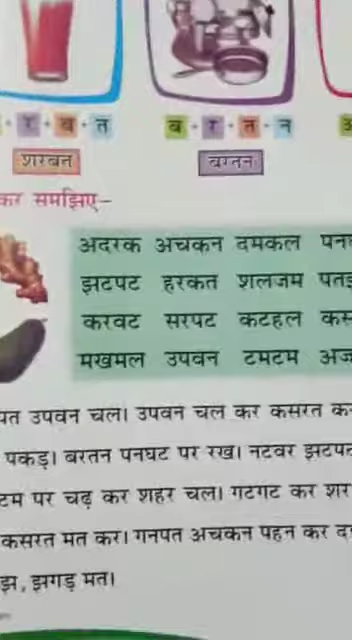 र ब त ब र त न
शरबत बरतन
कर समझिए–
अदरक अचकन दमकल
झटपट हरकत शलजम
करवट सरपट कटहल
मखमल उपवन टमटम
उपवन चल। उपवन चल कर कसरत
पकड़। बरतन पनघट पर रख। नटवर
पर चढ़ कर शहर चल। गटगट कर
कसरत मत कर। गनपत अचकन पहन कर
झगड़ मत।